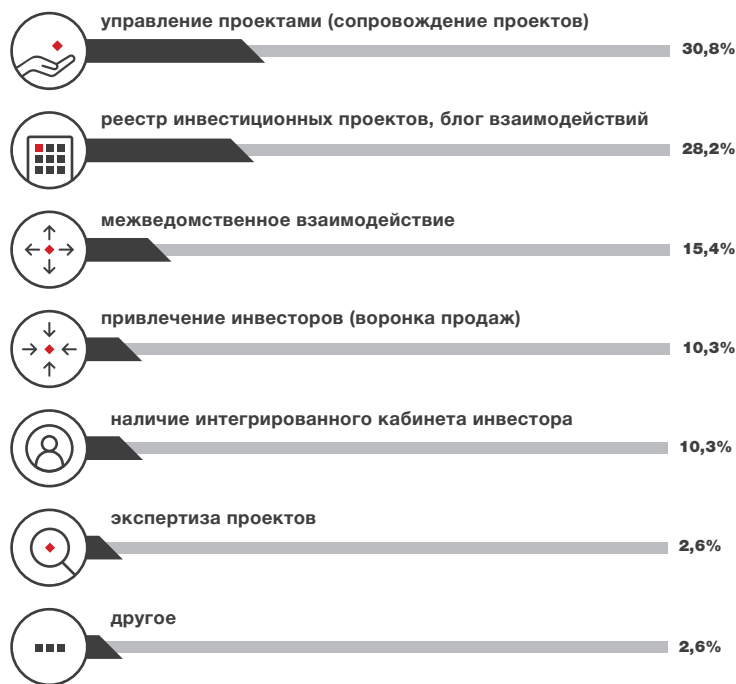 управление проектами (сопровождение проектов)
30,8%
реестр инвестиционных проектов, блог взаимодействий
28,2%
межведомственное взаимодействие
15,4%
привлечение инвесторов (воронка продаж)
10,3%
наличие интегрированного кабинета инвестора
10,3%
экспертиза проектов
2,6%
другое
2,6%